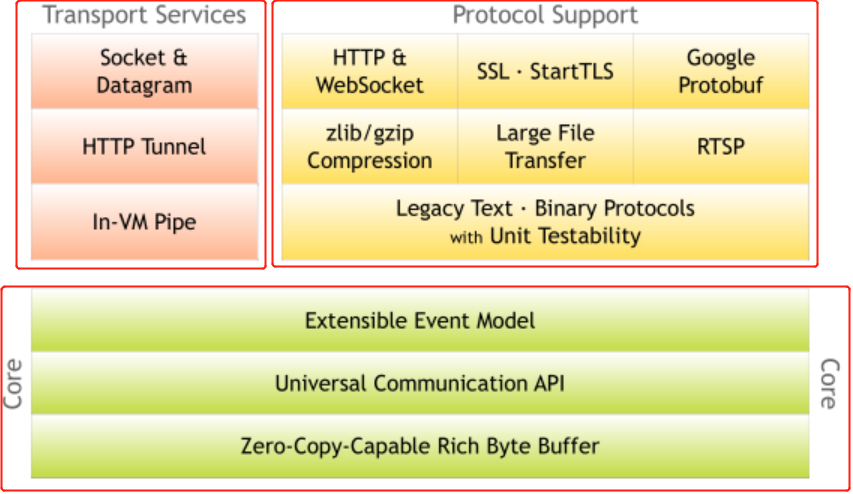 Transport Services
Socket &
Datagram
HTTP Tunnel
In-VM Pipe
Protocol Support
HTTP &
WebSocket
SSL · StartTLS
Google
Protobuf
zlib/gzip
Compression
Large File
Transfer
RTSP
Legacy Text · Binary Protocols
with Unit Testability
Core
Extensible Event Model
Universal Communication API
Zero-Copy-Capable Rich Byte Buffer
Core